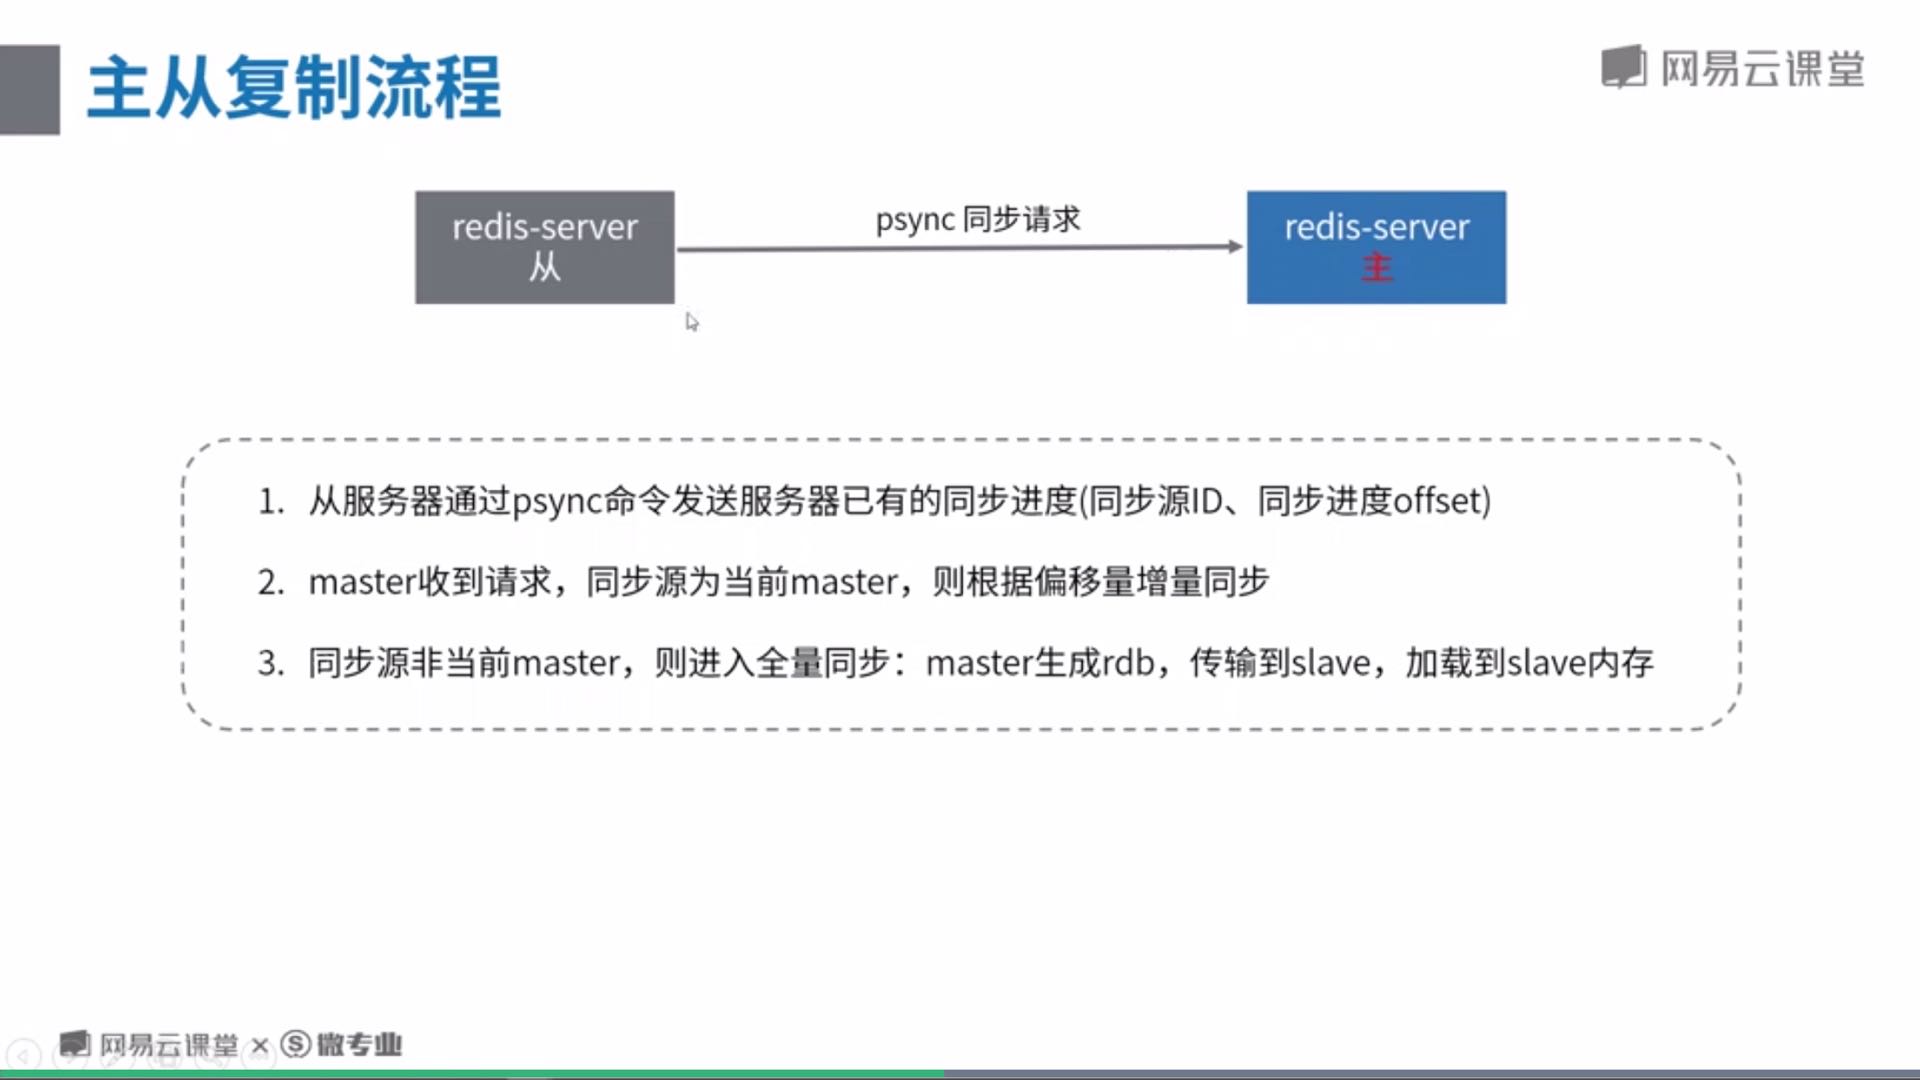 主从复制流程
网易云课堂
redis-server
从
psync 同步请求
redis-server
主
1. 从服务器通过psync命令发送服务器已有的同步进度(同步源ID、同步进度offset)
2. master收到请求，同步源为当前master，则根据偏移量增量同步
3. 同步源非当前master，则进入全量同步：master生成rdb，传输到slave，加载到slave内存
网易云课堂 × Ⓢ 微专业